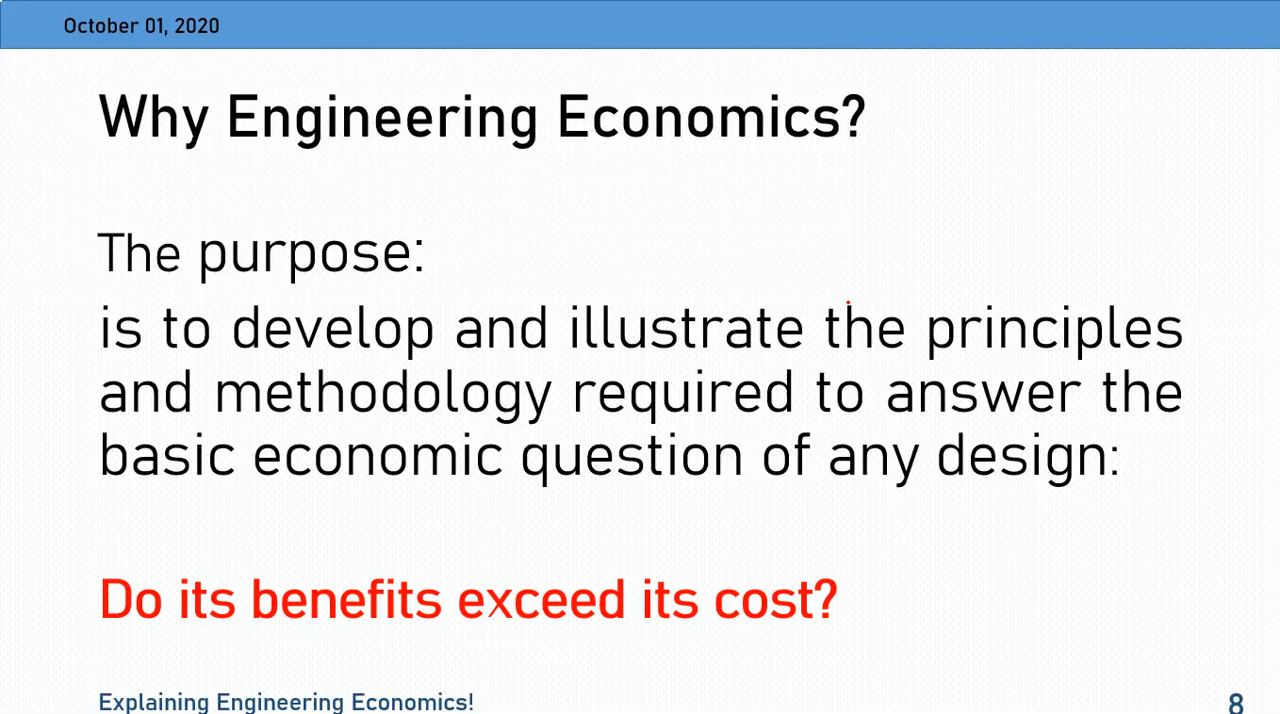 October 01, 2020
Why Engineering Economics?
The purpose:
is to develop and illustrate the principles
and methodology required to answer the
basic economic question of any design:
Do its benefits exceed its cost?
Explaining Engineering Economics!
8